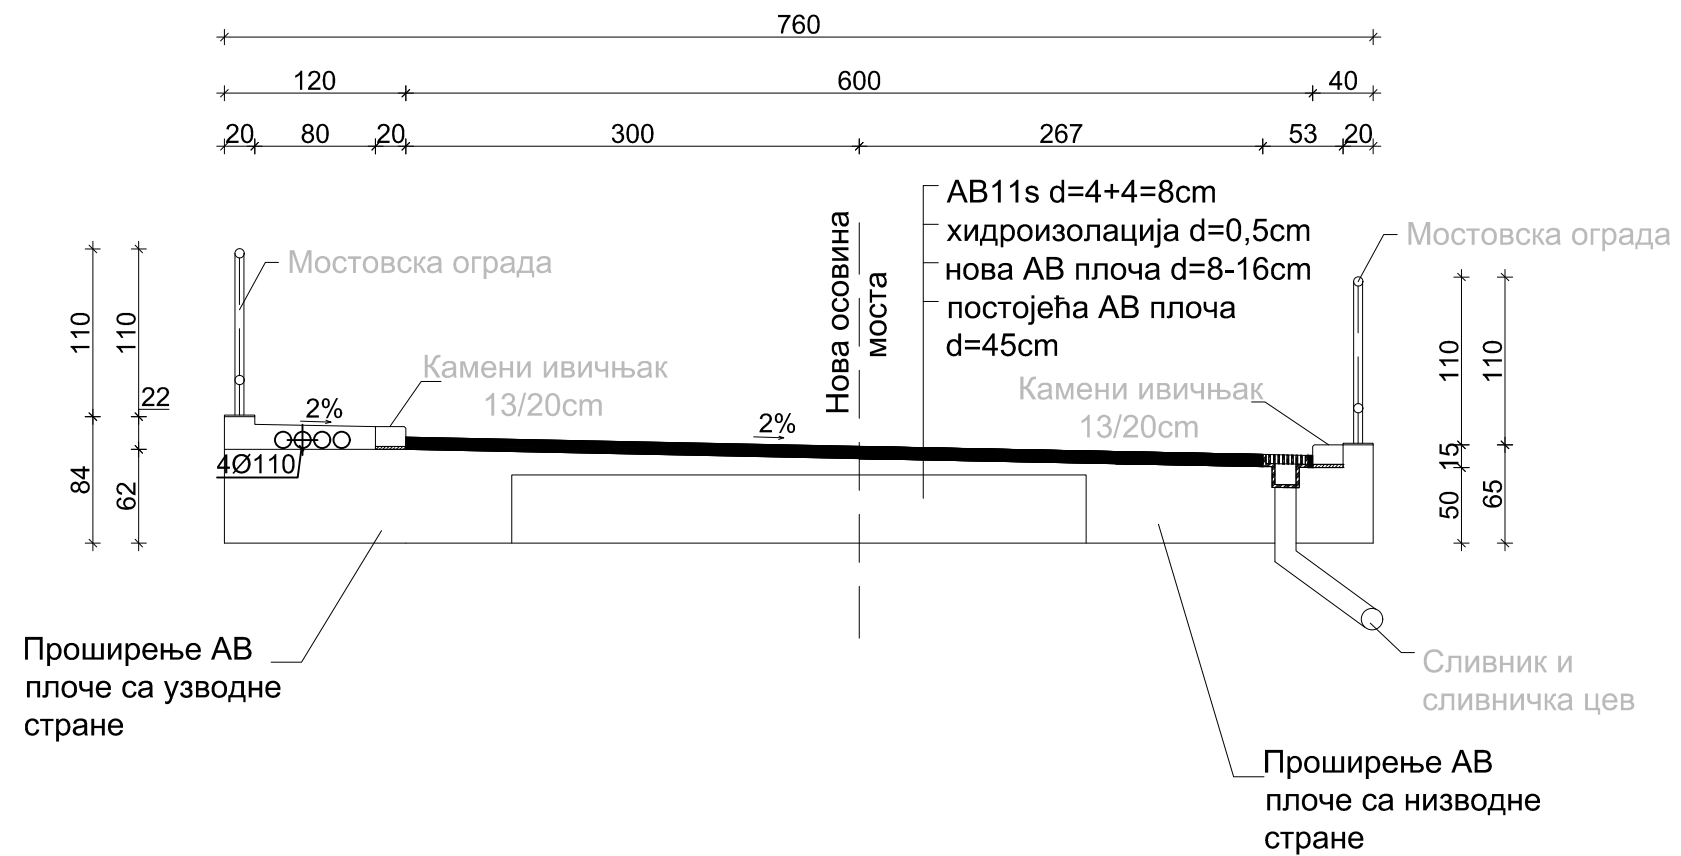 760
120
600
40
20
80
20
300
267
53
20
AB11s d=4+4=8cm
хидроизолација d=0,5cm
нова АВ плоча d=8-16cm
постојећа АВ плоча
d=45cm
Нова осовина
моста
Мостовска ограда
Мостовска ограда
Камени ивичњак
13/20cm
Камени ивичњак
13/20cm
110
110
22
84
62
2%
2%
4Ø110
110
110
15
50
65
Проширење АВ
плоче са узводне
стране
Сливник и
сливничка цев
Проширење АВ
плоче са низводне
стране